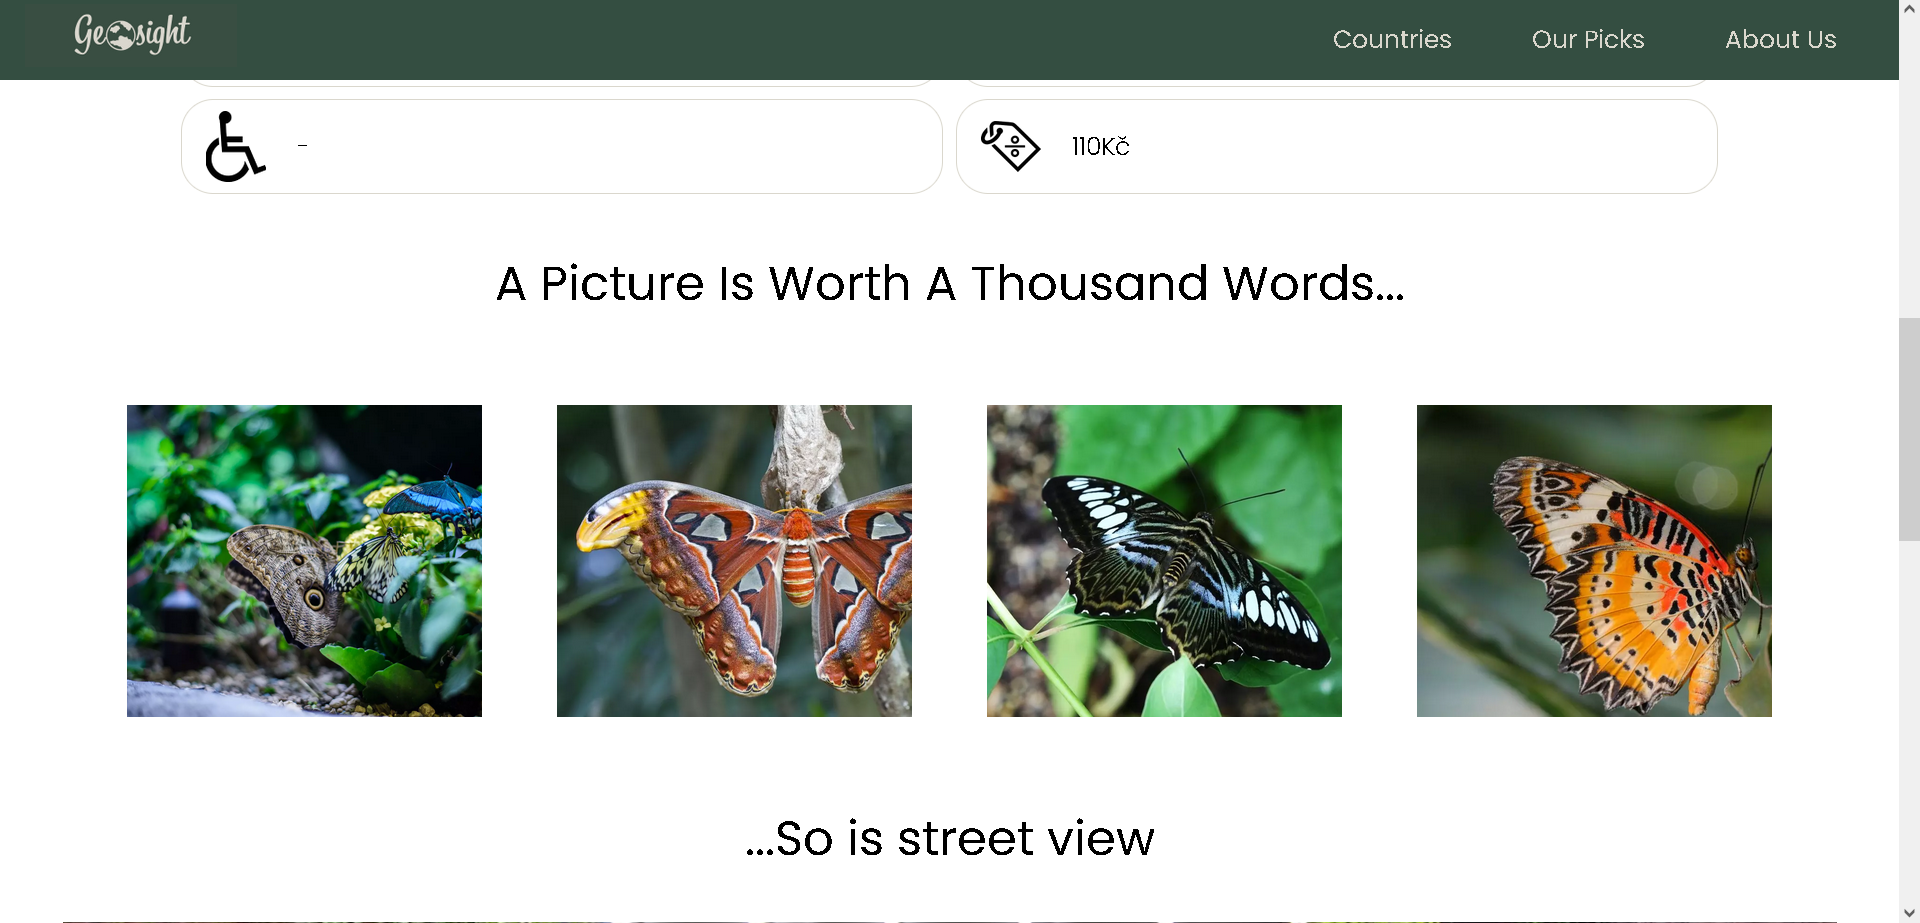 Geosight
Countries
Our Picks
About Us
-
110Kč
A Picture Is Worth A Thousand Words...
...So is street view